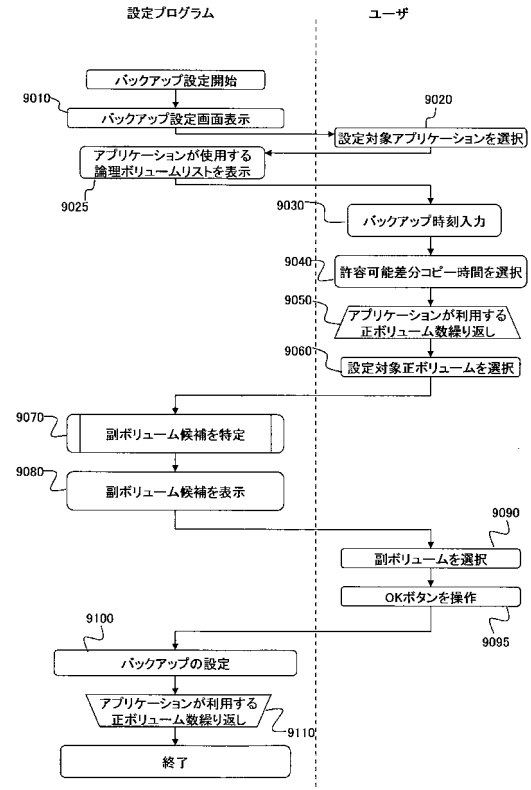 設定プログラム
ユーザ
バックアップ設定開始
9010
バックアップ設定画面表示
9020
設定対象アプリケーションを選択
アプリケーションが使用する
論理ボリュームリストを表示
9025
9030
バックアップ時刻入力
9040
許容可能差分コピー時間を選択
9050
アプリケーションが利用する
正ボリューム数繰り返し
9060
設定対象正ボリュームを選択
9070
副ボリューム候補を特定
9080
副ボリューム候補を表示
9090
副ボリュームを選択
OKボタンを操作
9095
9100
バックアップの設定
アプリケーションが利用する
正ボリューム数繰り返し
9110
終了